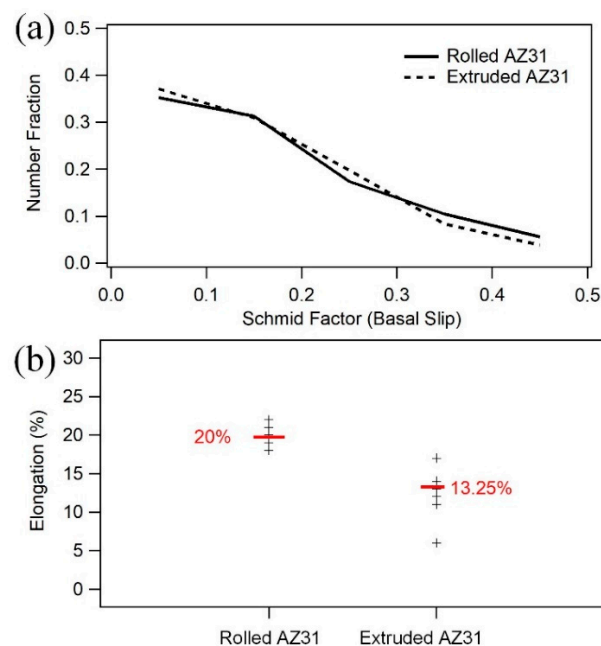 (a)
0.5
0.4
0.3
0.2
0.1
0.0
Number Fraction
Rolled AZ31
Extruded AZ31
0.0 0.1 0.2 0.3 0.4 0.5
Schmid Factor (Basal Slip)
(b)
30
25
20
15
10
5
0
Elongation (%)
20%
13.25%
Rolled AZ31 Extruded AZ31